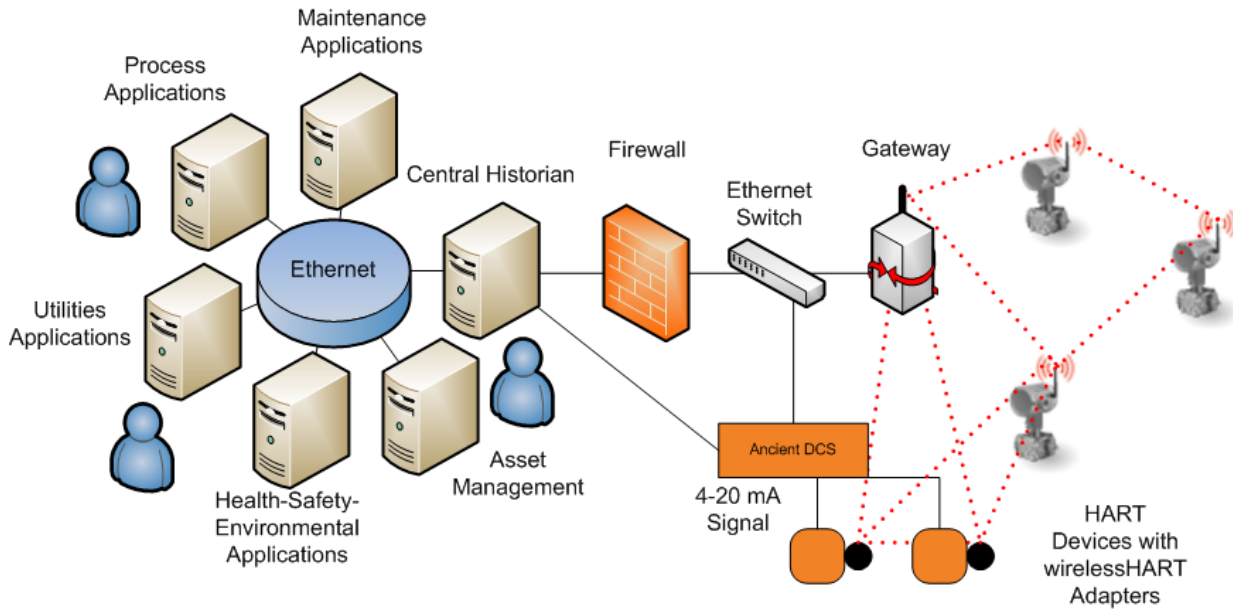 Maintenance
Applications
Process
Applications
Central Historian
Firewall
Gateway
Ethernet
Switch
Ethernet
Utilities
Applications
Ancient DCS
Asset
Management
4-20 mA
Signal
Health-Safety-
Environmental
Applications
HART
Devices with
wirelessHART
Adapters